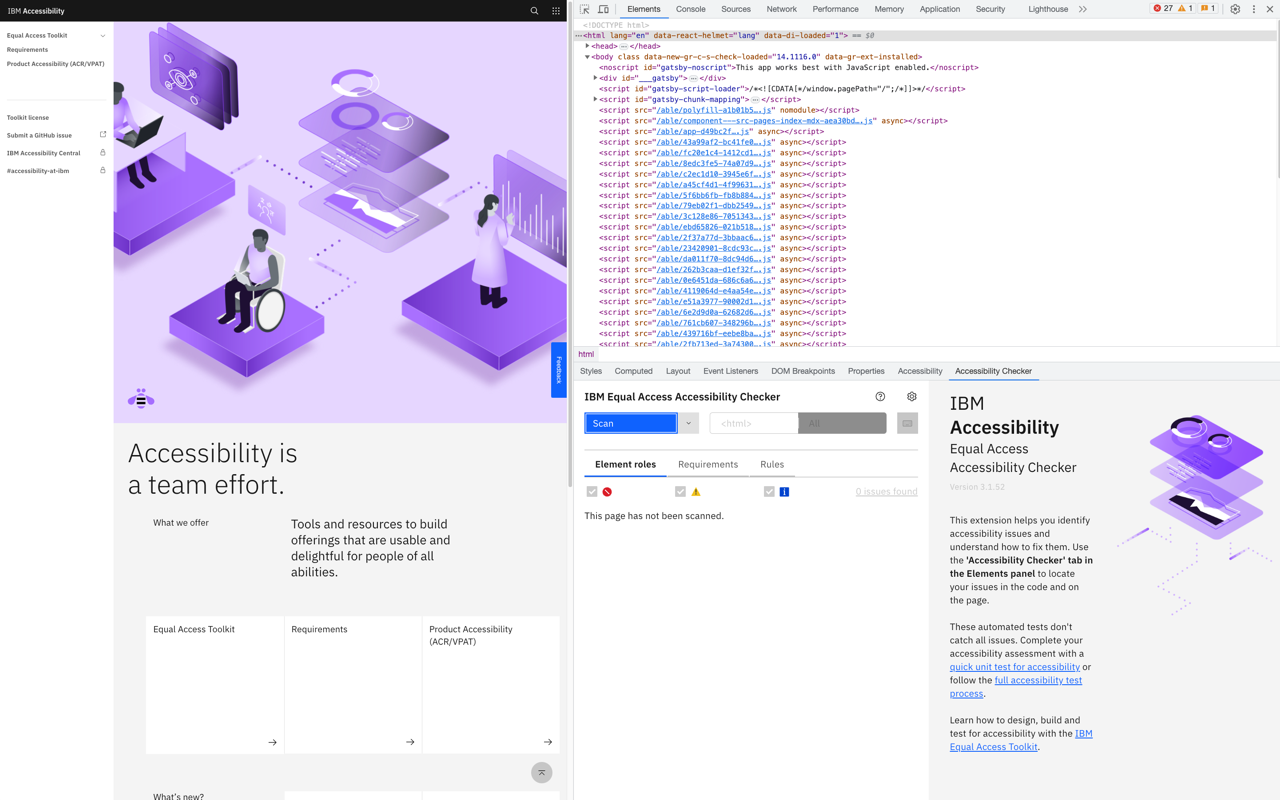 IBM Accessibility
Equal Access Toolkit
Requirements
Product Accessibility (ACR/VPAT)
Toolkit license
Submit a GitHub issue
IBM Accessibility Central
#accessibility-at-ibm
Feedback
Accessibility is
a team effort.
What we offer
Tools and resources to build
offerings that are usable and
delightful for people of all
abilities.
Equal Access Toolkit
Requirements
Product Accessibility
(ACR/VPAT)
What's new?
Elements Console Sources Network Performance Memory Application Security Lighthouse 27 1 1
<!DOCTYPE html>
<html lang="en" data-react-helmet="lang" data-di-loaded="1"> == $0
<head>…</head>
<body class data-new-gr-c-s-check-loaded="14.1116.0" data-gr-ext-installed>
<noscript id="gatsby-noscript">This app works best with JavaScript enabled.</noscript>
<div id="___gatsby">…</div>
<script id="gatsby-script-loader">/*<![CDATA[*/window.pagePath="/";/*]]>*/</script>
<script id="gatsby-chunk-mapping">…</script>
<script src="/able/polyfill-a1b01b5….js" nomodule></script>
<script src="/able/component---src-pages-index-mdx-aea30bd….js" async></script>
<script src="/able/app-d49bc2f….js" async></script>
<script src="/able/43a99af2-bc41fe0….js" async></script>
<script src="/able/fc20e1c4-1412cd1….js" async></script>
<script src="/able/8edc3fe5-74a07d9….js" async></script>
<script src="/able/c2ec1d10-3945e6f….js" async></script>
<script src="/able/a45cf4d1-4f99631….js" async></script>
<script src="/able/5f6bb6fb-fb8b884….js" async></script>
<script src="/able/79eb02f1-dbb2549….js" async></script>
<script src="/able/3c128e86-7051343….js" async></script>
<script src="/able/ebd65826-021b518….js" async></script>
<script src="/able/2f37a77d-3bbaac6….js" async></script>
<script src="/able/23420901-8cdc93c….js" async></script>
<script src="/able/da011f70-8dc94d6….js" async></script>
<script src="/able/262b3caa-d1ef32f….js" async></script>
<script src="/able/0e6451da-686c6a6….js" async></script>
<script src="/able/4119064d-e4aa54e….js" async></script>
<script src="/able/e51a3977-90002d1….js" async></script>
<script src="/able/6e2d9d0a-62682d6….js" async></script>
<script src="/able/761cb607-348296b….js" async></script>
<script src="/able/439716bf-eebe8ba….js" async></script>
<script src="/able/2fb713ed-3a74300….js" async></script>
html
Styles Computed Layout Event Listeners DOM Breakpoints Properties Accessibility Accessibility Checker
IBM Equal Access Accessibility Checker
Scan <html> All
Element roles Requirements Rules
0 issues found
This page has not been scanned.
IBM
Accessibility
Equal Access
Accessibility Checker
Version 3.1.52
This extension helps you identify
accessibility issues and
understand how to fix them. Use
the 'Accessibility Checker' tab in
the Elements panel to locate
your issues in the code and on
the page.
These automated tests don't
catch all issues. Complete your
accessibility assessment with a
quick unit test for accessibility or
follow the full accessibility test
process.
Learn how to design, build and
test for accessibility with the IBM
Equal Access Toolkit.